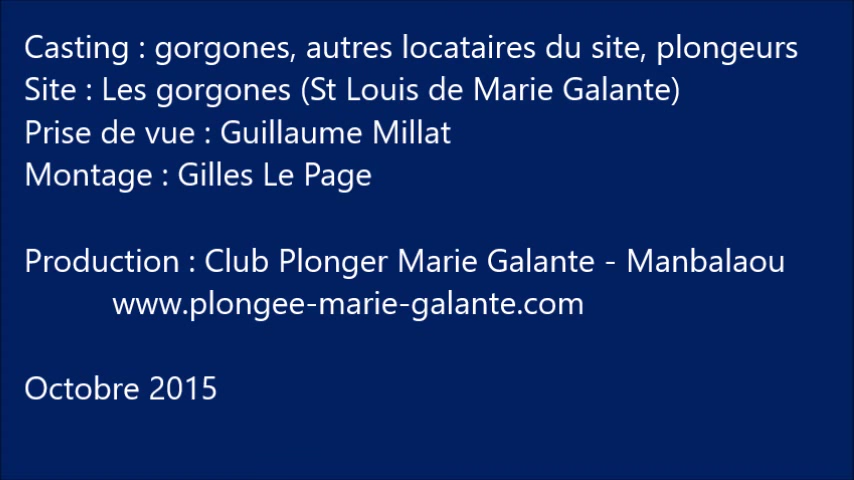 Casting : gorgones, autres locataires du site, plongeurs
Site : Les gorgones (St Louis de Marie Galante)
Prise de vue : Guillaume Millat
Montage : Gilles Le Page
Production : Club Plonger Marie Galante - Manbalaou
www.plongee-marie-galante.com
Octobre 2015